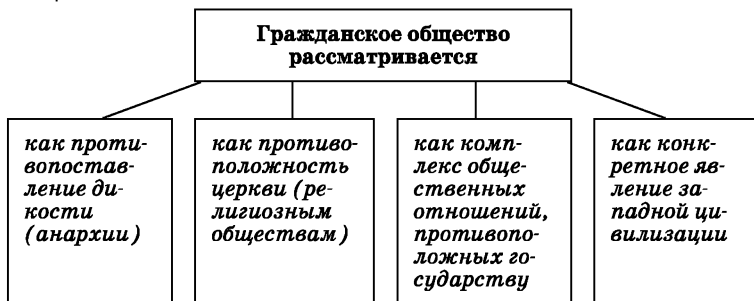 Гражданское общество
рассматривается
как проти-
вопостав-
ление ди-
кости
(анархии)
как противо-
положность
церкви (ре-
лигиозным
обществам)
как комп-
лекс обще-
ственных
отношений,
противопо-
ложных го-
сударству
как конк-
ретное яв-
ление за-
падной ци-
вилизации